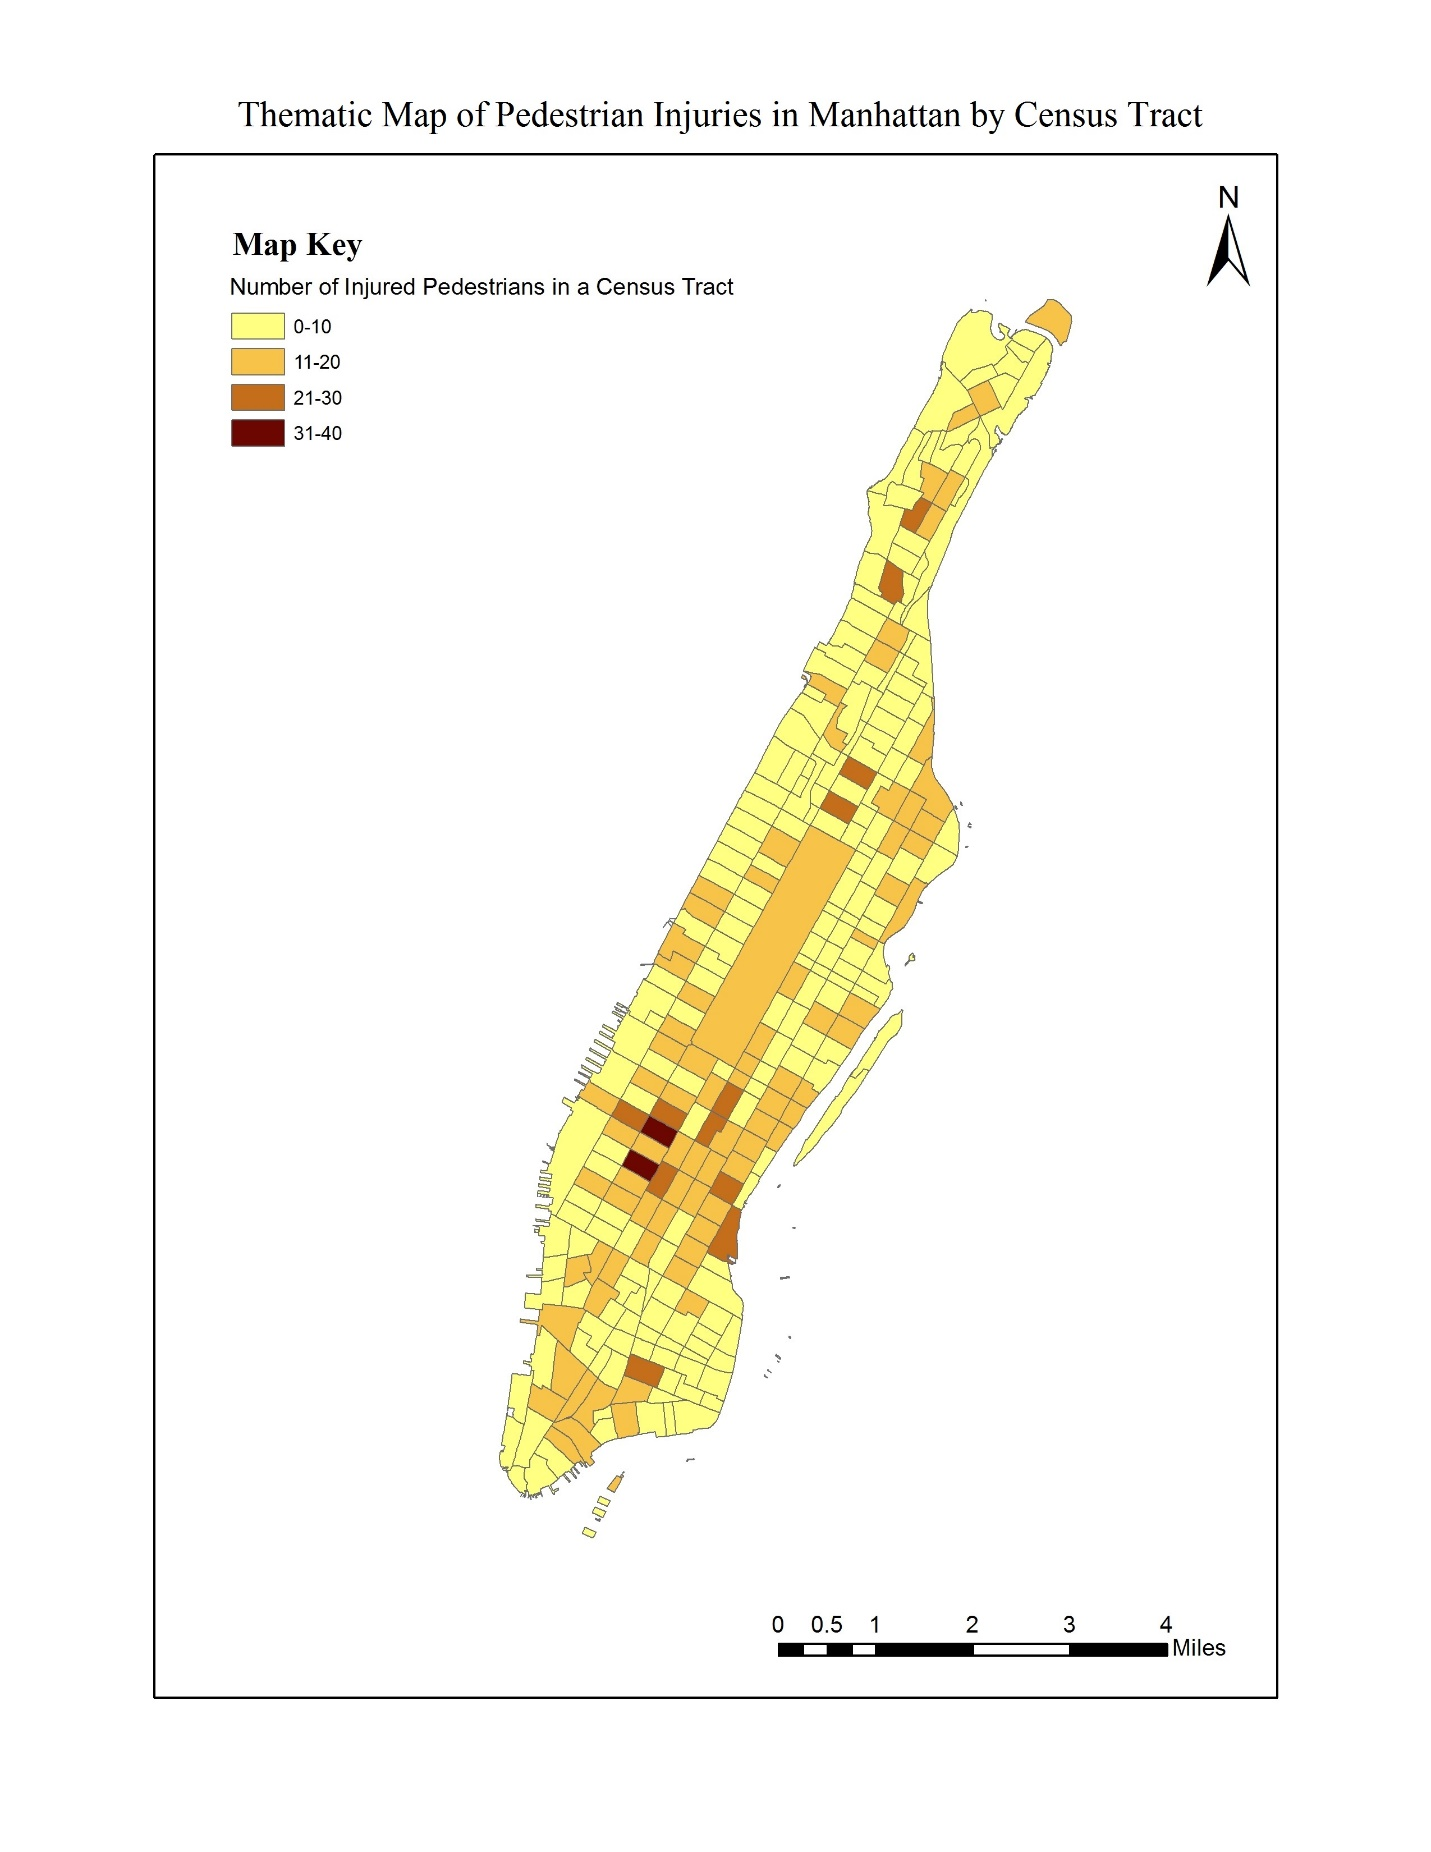 Thematic Map of Pedestrian Injuries in Manhattan by Census Tract
N
Map Key
Number of Injured Pedestrians in a Census Tract
0-10
11-20
21-30
31-40
0 0.5 1 2 3 4
Miles